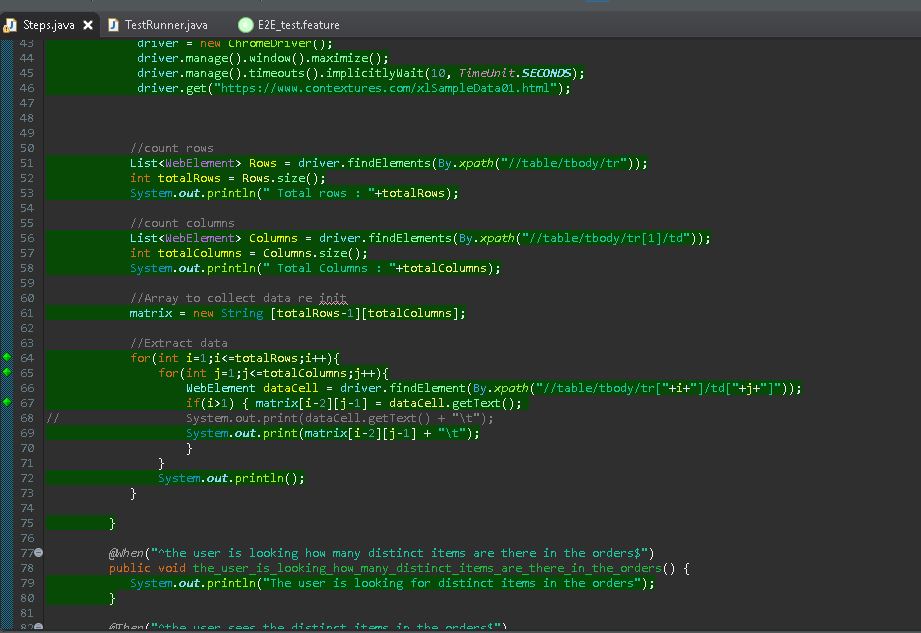 Steps.java TestRunner.java E2E_test.feature
43 driver = new ChromeDriver();
44 driver.manage().window().maximize();
45 driver.manage().timeouts().implicitlyWait(10, TimeUnit.SECONDS);
46 driver.get("https://www.contextures.com/xlSampleData01.html");
47
48
49
50 //count rows
51 List<WebElement> Rows = driver.findElements(By.xpath("//table/tbody/tr"));
52 int totalRows = Rows.size();
53 System.out.println(" Total rows : "+totalRows);
54
55 //count columns
56 List<WebElement> Columns = driver.findElements(By.xpath("//table/tbody/tr[1]/td"));
57 int totalColumns = Columns.size();
58 System.out.println(" Total Columns : "+totalColumns);
59
60 //Array to collect data re init
61 matrix = new String [totalRows-1][totalColumns];
62
63 //Extract data
64 for(int i=1;i<=totalRows;i++){
65 for(int j=1;j<=totalColumns;j++){
66 WebElement dataCell = driver.findElement(By.xpath("//table/tbody/tr["+i+"]/td["+j+"]"));
67 if(i>1) { matrix[i-2][j-1] = dataCell.getText();
68 // System.out.print(dataCell.getText() + "\t");
69 System.out.print(matrix[i-2][j-1] + "\t");
70 }
71 }
72 System.out.println();
73 }
74
75 }
76
77 @When("^the user is looking how many distinct items are there in the orders$")
78 public void the_user_is_looking_how_many_distinct_items_are_there_in_the_orders() {
79 System.out.println("The user is looking for distinct items in the orders");
80 }
81
82 @Then("^the user sees the distinct items in the orders$")